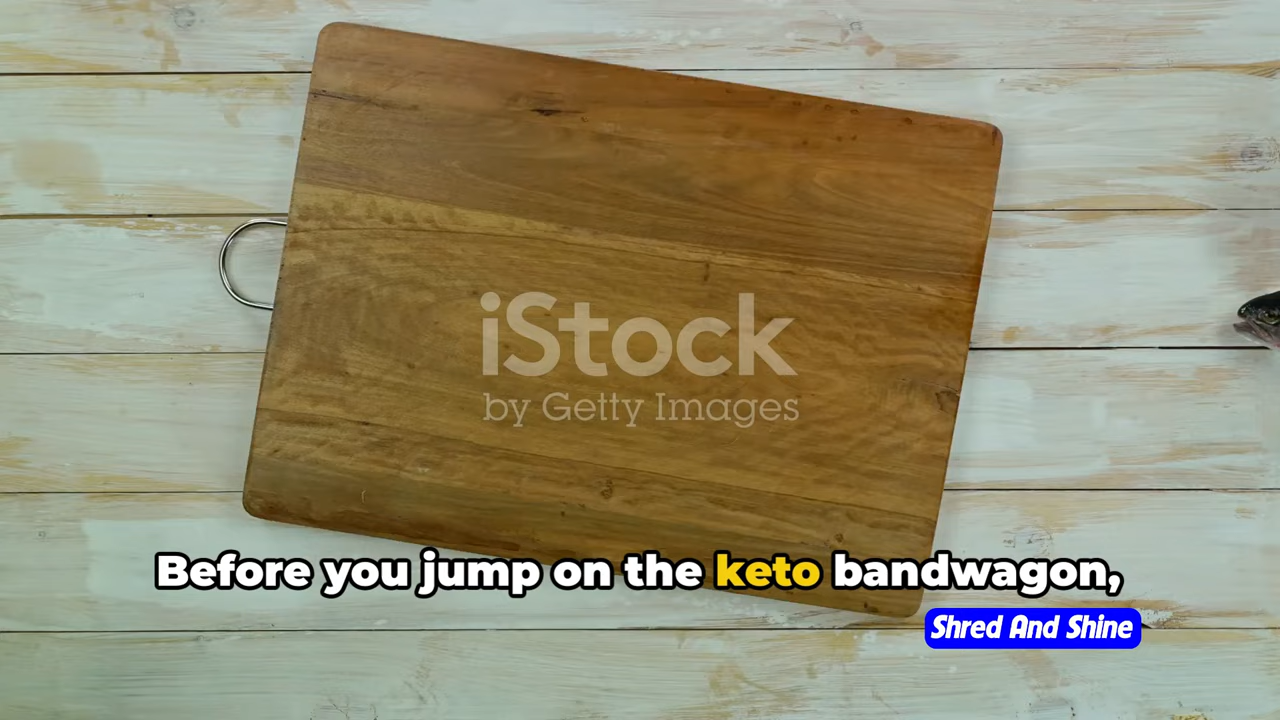 iStock
by Getty Images
Before you jump on the keto bandwagon,
Shred And Shine